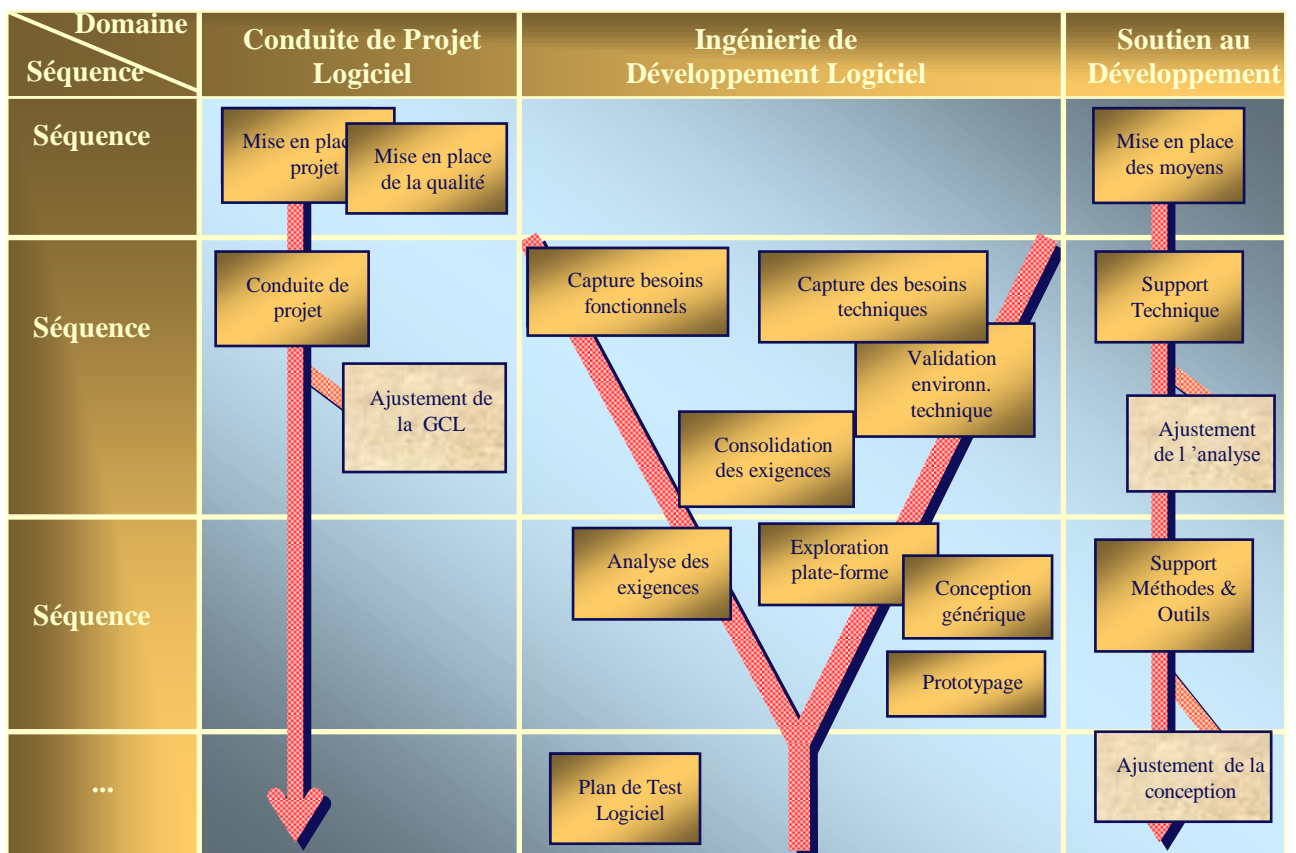 Domaine
Séquence
Conduite de Projet
Logiciel
Ingénierie de
Développement Logiciel
Soutien au
Développement
Séquence
Mise en plac
projet
Mise en place
de la qualité
Mise en place
des moyens
Séquence
Conduite de
projet
Ajustement de
la GCL
Capture besoins
fonctionnels
Capture des besoins
techniques
Validation
environn.
technique
Consolidation
des exigences
Support
Technique
Ajustement
de l ’analyse
Séquence
Analyse des
exigences
Exploration
plate-forme
Conception
générique
Prototypage
Support
Méthodes &
Outils
...
Plan de Test
Logiciel
Ajustement de la
conception